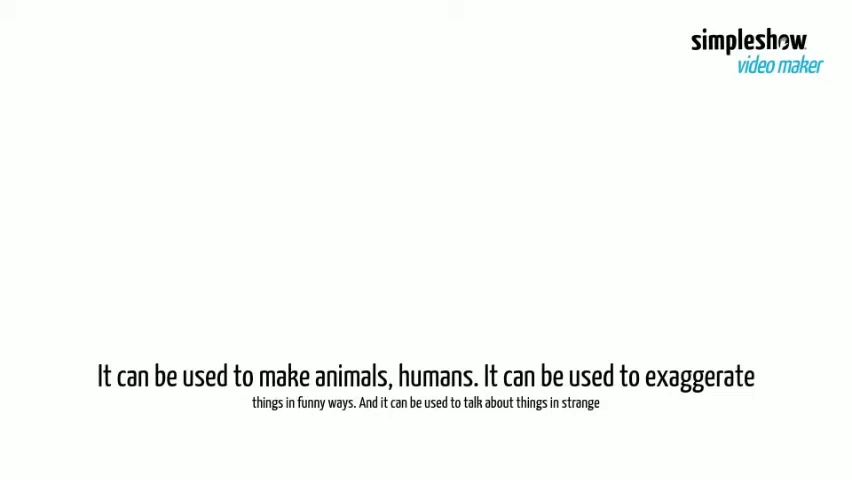 simpleshow
video maker
It can be used to make animals, humans. It can be used to exaggerate
things in funny ways. And it can be used to talk about things in strange